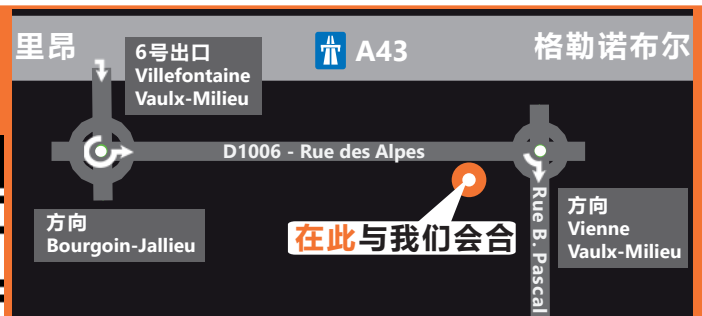 里昂
6号出口
Villefontaine
Vaulx-Milieu
A43
格勒诺布尔
D1006 - Rue des Alpes
方向
Bourgoin-Jallieu
在此与我们会合
Rue B. Pascal
方向
Vienne
Vaulx-Milieu